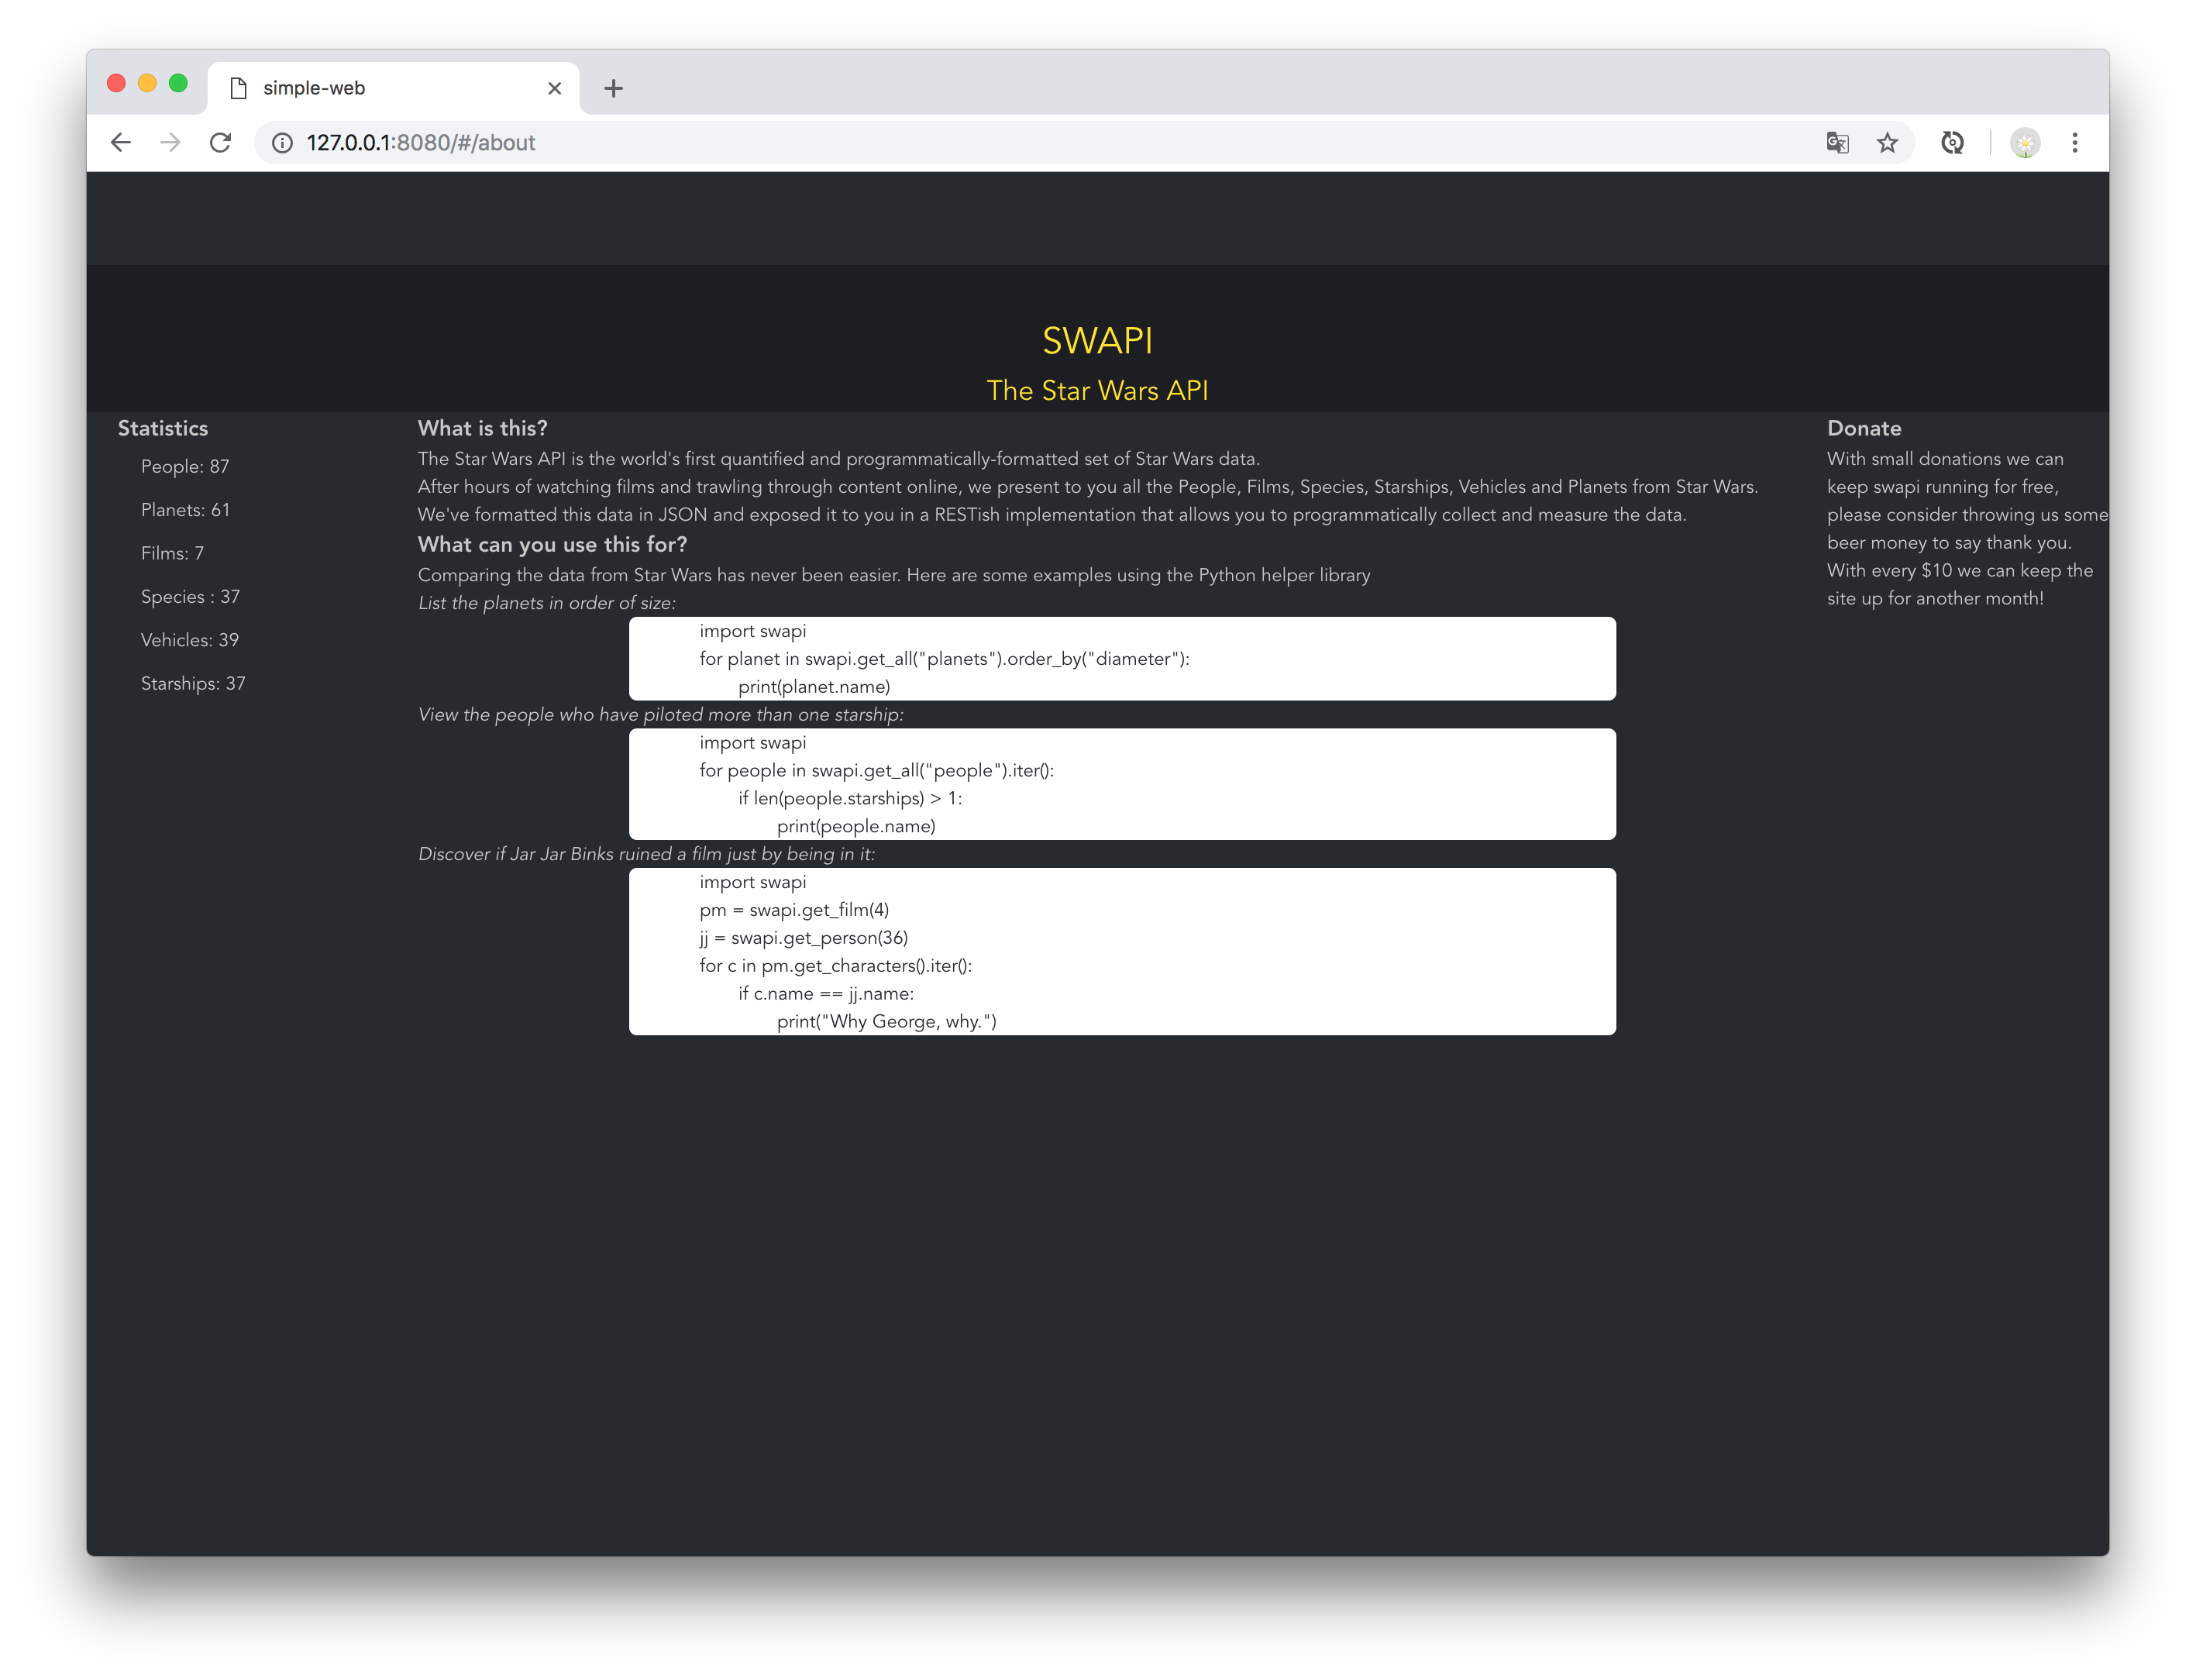 simple-web
127.0.0.1:8080/#/about
SWAPI
The Star Wars API
Statistics
People: 87
Planets: 61
Films: 7
Species : 37
Vehicles: 39
Starships: 37
What is this?
The Star Wars API is the world's first quantified and programmatically-formatted set of Star Wars data.
After hours of watching films and trawling through content online, we present to you all the People, Films, Species, Starships, Vehicles and Planets from Star Wars.
We've formatted this data in JSON and exposed it to you in a RESTish implementation that allows you to programmatically collect and measure the data.
What can you use this for?
Comparing the data from Star Wars has never been easier. Here are some examples using the Python helper library
List the planets in order of size:
import swapi
for planet in swapi.get_all("planets").order_by("diameter"):
print(planet.name)
View the people who have piloted more than one starship:
import swapi
for people in swapi.get_all("people").iter():
if len(people.starships) > 1:
print(people.name)
Discover if Jar Jar Binks ruined a film just by being in it:
import swapi
pm = swapi.get_film(4)
jj = swapi.get_person(36)
for c in pm.get_characters().iter():
if c.name == jj.name:
print("Why George, why.")
Donate
With small donations we can
keep swapi running for free,
please consider throwing us some
beer money to say thank you.
With every $10 we can keep the
site up for another month!